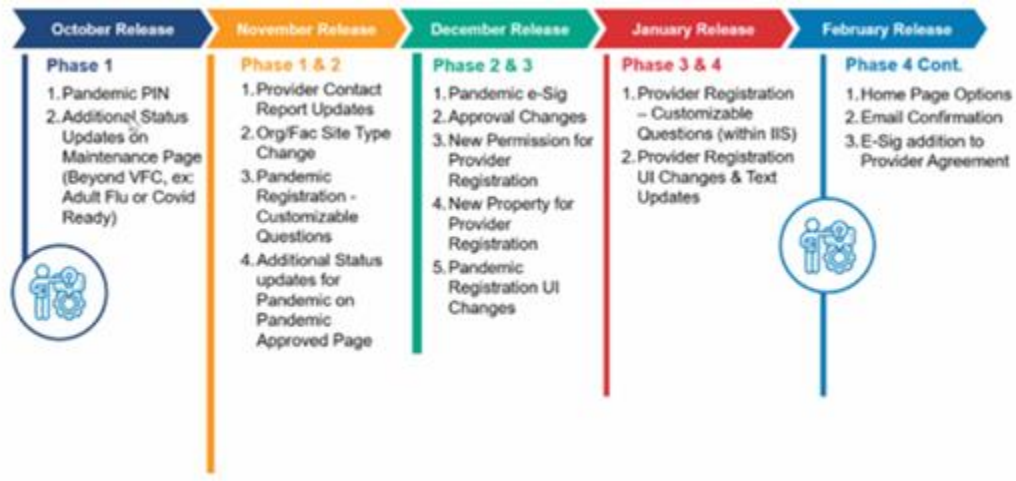 October Release
Phase 1
1. Pandemic PIN
2. Additional Status
Updates on
Maintenance Page
(Beyond VFC, ex:
Adult Flu or Covid
Ready)
November Release
Phase 1 & 2
1. Provider Contact
Report Updates
2. Org/Fac Site Type
Change
3. Pandemic
Registration -
Customizable
Questions
4. Additional Status
updates for
Pandemic on
Pandemic
Approved Page
December Release
Phase 2 & 3
1. Pandemic e-Sig
2. Approval Changes
3. New Permission for
Provider
Registration
4. New Property for
Provider
Registration
5. Pandemic
Registration UI
Changes
January Release
Phase 3 & 4
1. Provider Registration
– Customizable
Questions (within IIS)
2. Provider Registration
UI Changes & Text
Updates
February Release
Phase 4 Cont.
1. Home Page Options
2. Email Confirmation
3. E-Sig addition to
Provider Agreement